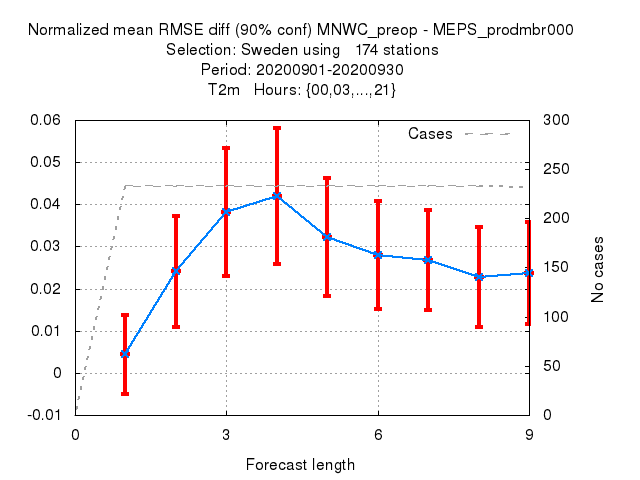 Normalized mean RMSE diff (90% conf) MNWC_preop - MEPS_prodmbr000
Selection: Sweden using 174 stations
Period: 20200901-20200930
T2m Hours: {00,03,...,21}
Cases
0.06
0.05
0.04
0.03
0.02
0.01
0
-0.01
300
250
200
150
100
50
0
No cases
0 3 6 9
Forecast length